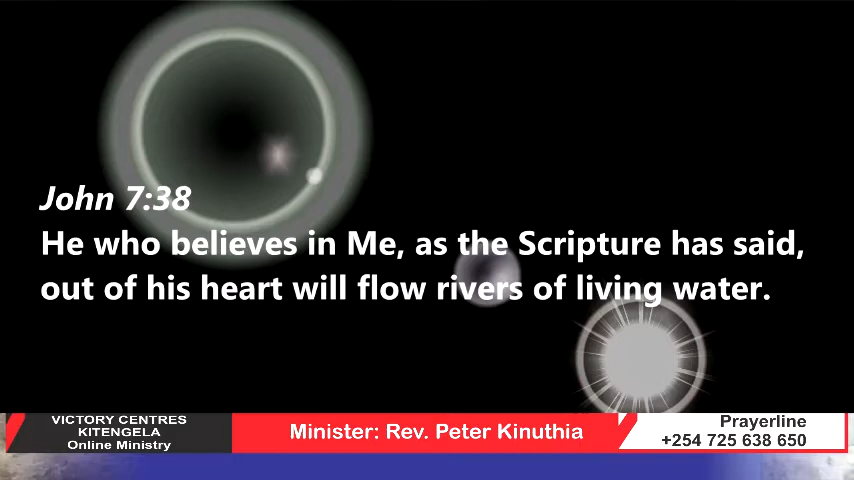 John 7:38
He who believes in Me, as the Scripture has said,
out of his heart will flow rivers of living water.
VICTORY CENTRES
KITENGELA
Online Ministry
Minister: Rev. Peter Kinuthia
Prayerline
+254 725 638 650